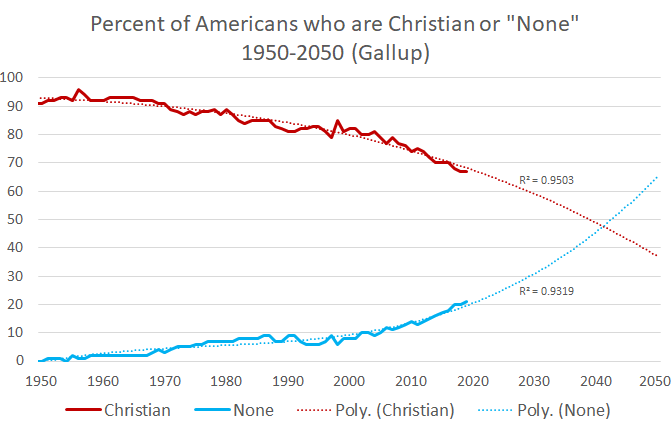 Percent of Americans who are Christian or "None"
1950-2050 (Gallup)
100
90
80
70
60
50
40
30
20
10
0
R² = 0.9503
R² = 0.9319
1950 1960 1970 1980 1990 2000 2010 2020 2030 2040 2050
Christian None Poly. (Christian) Poly. (None)